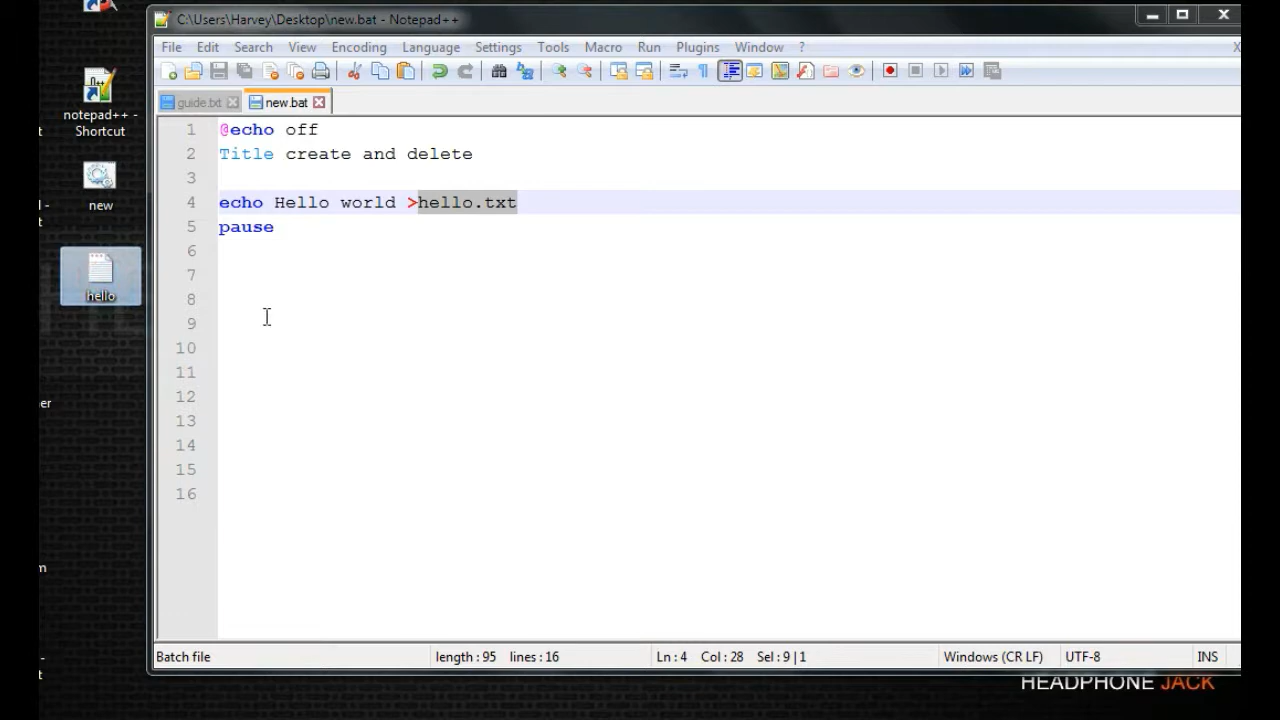 C:\Users\Harvey\Desktop\new.bat - Notepad++
File Edit Search View Encoding Language Settings Tools Macro Run Plugins Window ? X
guide.txt new.bat
1 @echo off
2 Title create and delete
3
4 echo Hello world >hello.txt
5 pause
6
7
8
9
10
11
12
13
14
15
16
Batch file length : 95 lines : 16 Ln : 4 Col : 28 Sel : 9 | 1 Windows (CR LF) UTF-8 INS
notepad++ -
Shortcut
new
hello
t
l -
t
er
m
-
t
HEADPHONE JACK